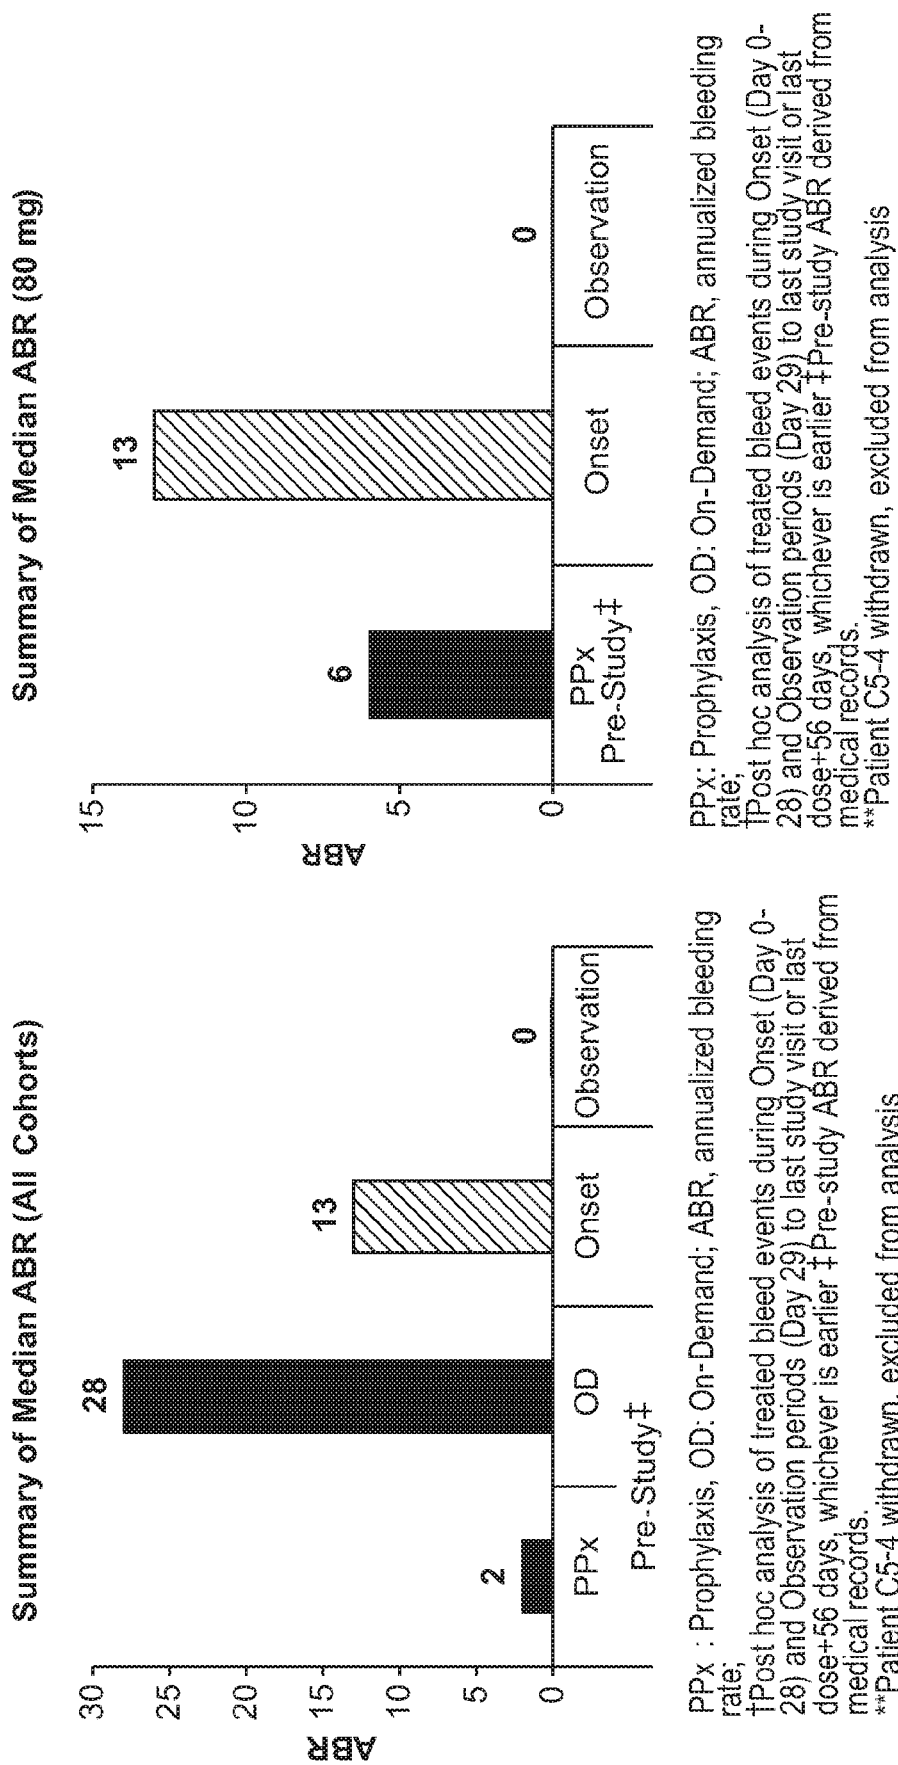 Summary of Median ABR (All Cohorts)
30
25
20
15
10
5
0
ABR
2
28
13
0
PPx
OD
Onset
Observation
Pre-Study‡
PPx : Prophylaxis, OD: On-Demand; ABR, annualized bleeding
rate;
†Post hoc analysis of treated bleed events during Onset (Day 0-
28) and Observation periods (Day 29) to last study visit or last
dose+56 days, whichever is earlier ‡Pre-study ABR derived from
medical records.
**Patient C5-4 withdrawn, excluded from analysis
Summary of Median ABR (80 mg)
15
10
5
0
ABR
6
13
0
PPx
Pre-Study‡
Onset
Observation
PPx: Prophylaxis, OD: On-Demand; ABR, annualized bleeding
rate;
†Post hoc analysis of treated bleed events during Onset (Day 0-
28) and Observation periods (Day 29) to last study visit or last
dose+56 days, whichever is earlier ‡Pre-study ABR derived from
medical records.
**Patient C5-4 withdrawn, excluded from analysis